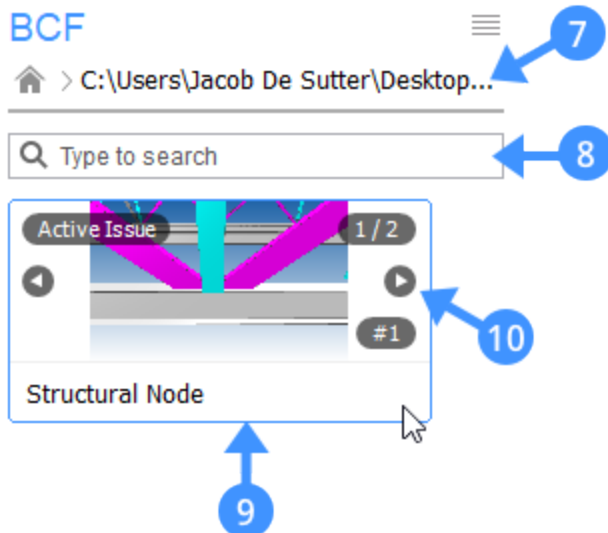 BCF
7
C:\Users\Jacob De Sutter\Desktop...
Type to search
8
Active Issue
1 / 2
#1
10
Structural Node
9